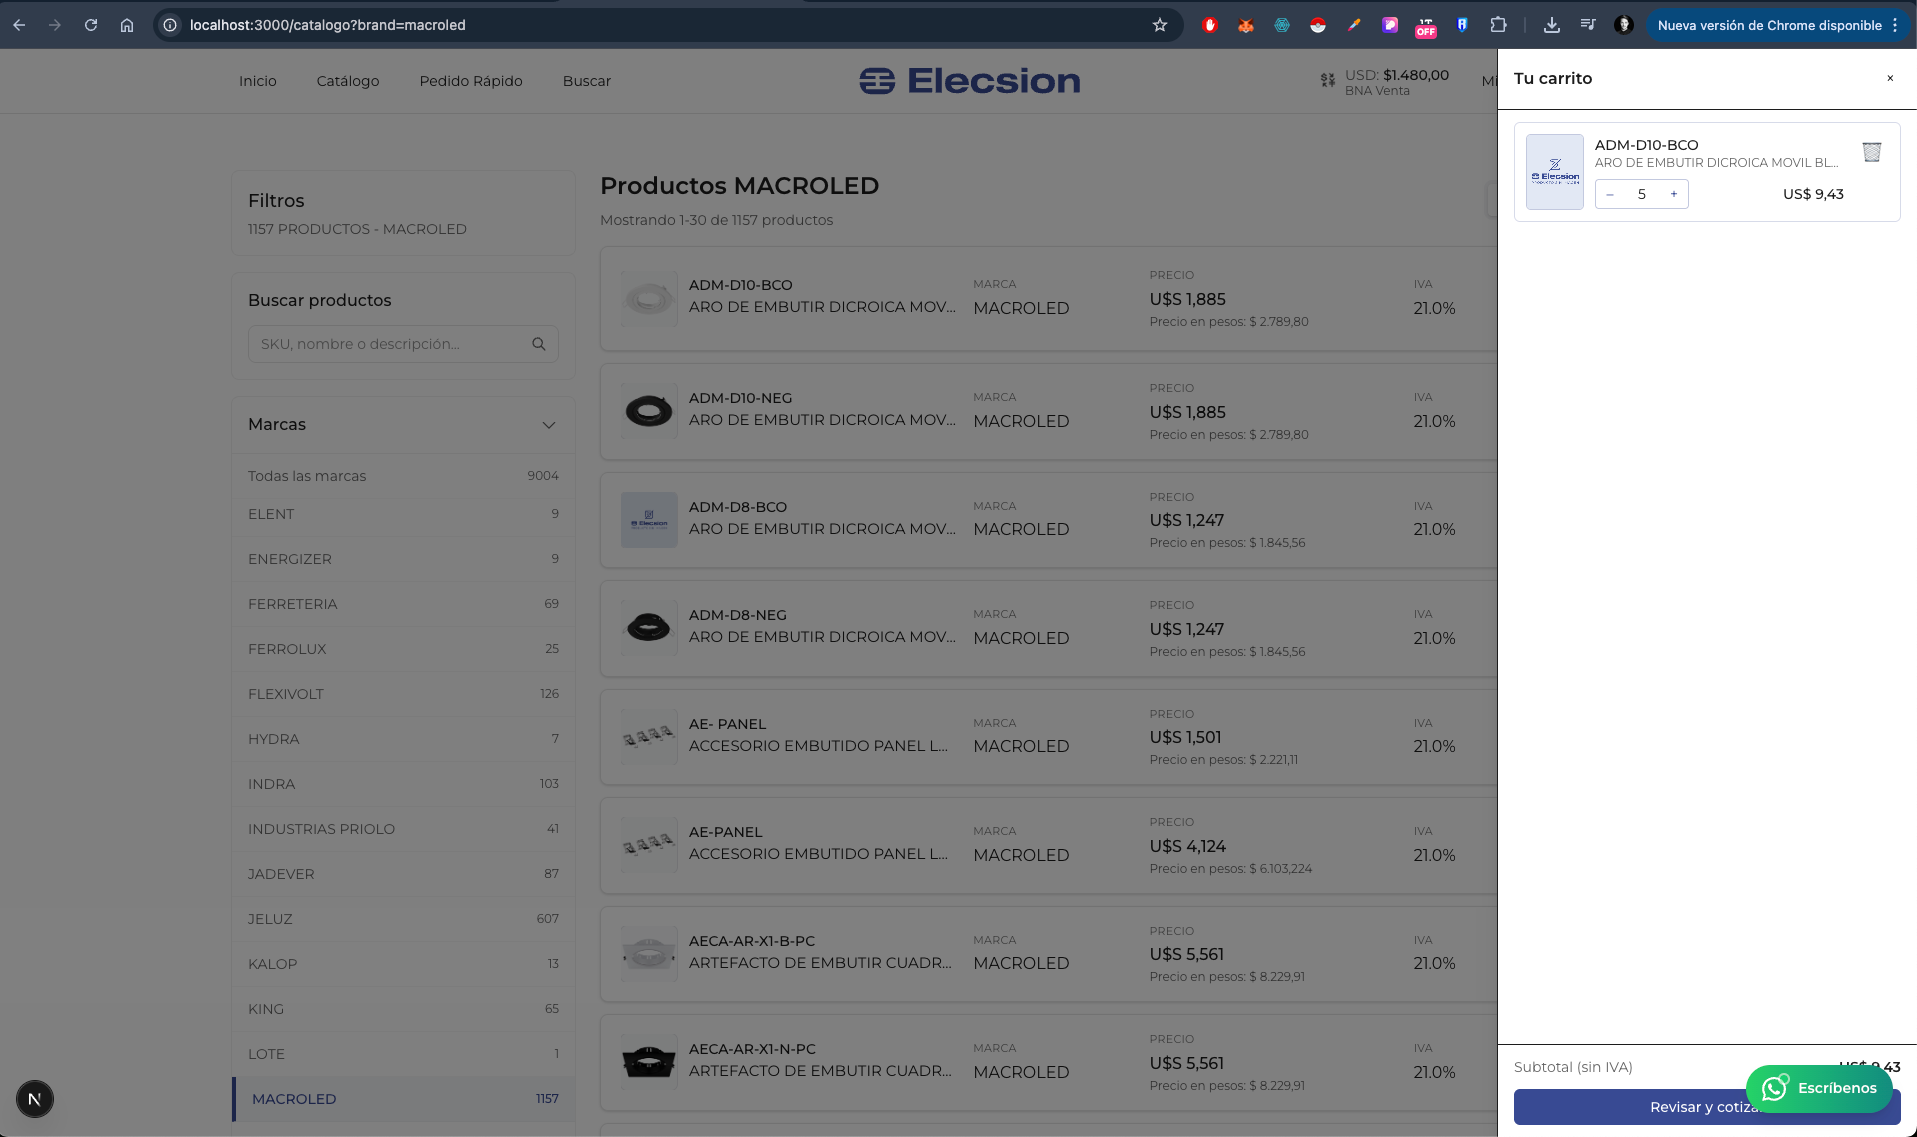 localhost:3000/catalogo?brand=macroled
OFF
Nueva versión de Chrome disponible
Inicio
Catálogo
Pedido Rápido
Buscar
Elecsion
USD: $1.480,00
BNA Venta
Mi
Tu carrito
×
ADM-D10-BCO
ARO DE EMBUTIR DICROICA MOVIL BL...
– 5 +
US$ 9,43
Filtros
1157 PRODUCTOS - MACROLED
Buscar productos
SKU, nombre o descripción...
Marcas
Todas las marcas 9004
ELENT 9
ENERGIZER 9
FERRETERIA 69
FERROLUX 25
FLEXIVOLT 126
HYDRA 7
INDRA 103
INDUSTRIAS PRIOLO 41
JADEVER 87
JELUZ 607
KALOP 13
KING 65
LOTE 1
MACROLED 1157
N
Productos MACROLED
Mostrando 1-30 de 1157 productos
ADM-D10-BCO
ARO DE EMBUTIR DICROICA MOV...
MARCA
MACROLED
PRECIO
U$S 1,885
Precio en pesos: $ 2.789,80
IVA
21.0%
ADM-D10-NEG
ARO DE EMBUTIR DICROICA MOV...
MARCA
MACROLED
PRECIO
U$S 1,885
Precio en pesos: $ 2.789,80
IVA
21.0%
Elecsion
ADM-D8-BCO
ARO DE EMBUTIR DICROICA MOV...
MARCA
MACROLED
PRECIO
U$S 1,247
Precio en pesos: $ 1.845,56
IVA
21.0%
ADM-D8-NEG
ARO DE EMBUTIR DICROICA MOV...
MARCA
MACROLED
PRECIO
U$S 1,247
Precio en pesos: $ 1.845,56
IVA
21.0%
AE- PANEL
ACCESORIO EMBUTIDO PANEL L...
MARCA
MACROLED
PRECIO
U$S 1,501
Precio en pesos: $ 2.221,11
IVA
21.0%
AE-PANEL
ACCESORIO EMBUTIDO PANEL L...
MARCA
MACROLED
PRECIO
U$S 4,124
Precio en pesos: $ 6.103,224
IVA
21.0%
AECA-AR-X1-B-PC
ARTEFACTO DE EMBUTIR CUADR...
MARCA
MACROLED
PRECIO
U$S 5,561
Precio en pesos: $ 8.229,91
IVA
21.0%
AECA-AR-X1-N-PC
ARTEFACTO DE EMBUTIR CUADR...
MARCA
MACROLED
PRECIO
U$S 5,561
Precio en pesos: $ 8.229,91
IVA
21.0%
Elecsion
Subtotal (sin IVA)
US$ 9,43
Escríbenos
Revisar y cotiza